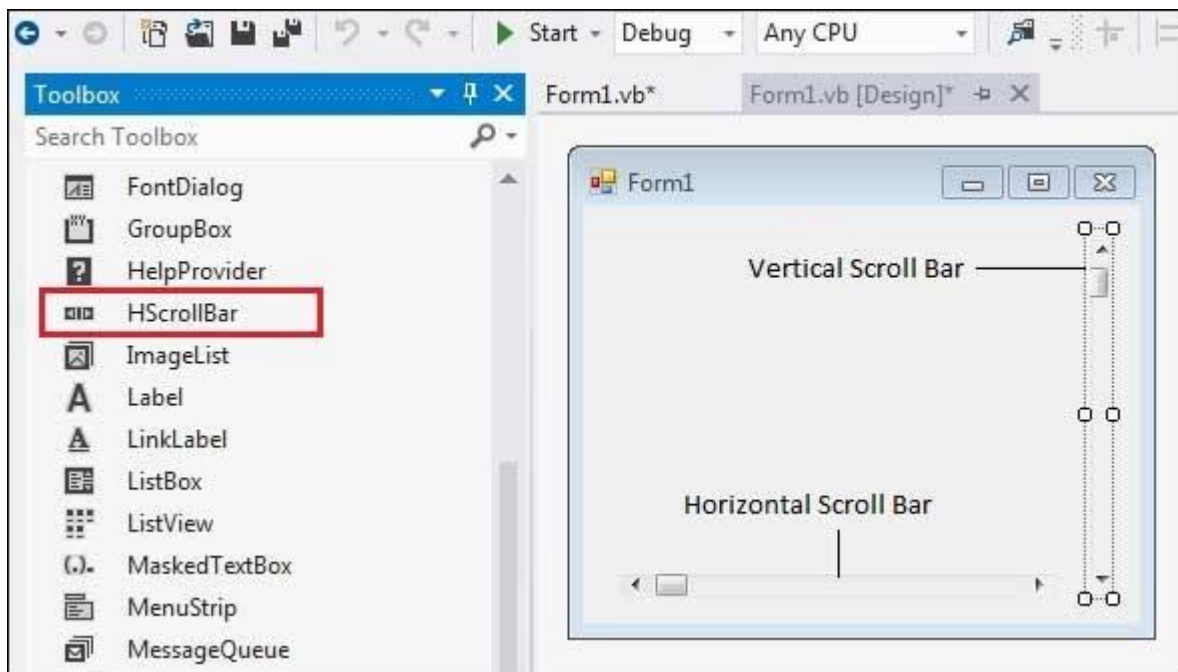 Start Debug Any CPU
Toolbox
Search Toolbox
FontDialog
GroupBox
HelpProvider
HScrollBar
ImageList
Label
LinkLabel
ListBox
ListView
MaskedTextBox
MenuStrip
MessageQueue
Form1.vb* Form1.vb [Design]*
Form1
Vertical Scroll Bar
Horizontal Scroll Bar